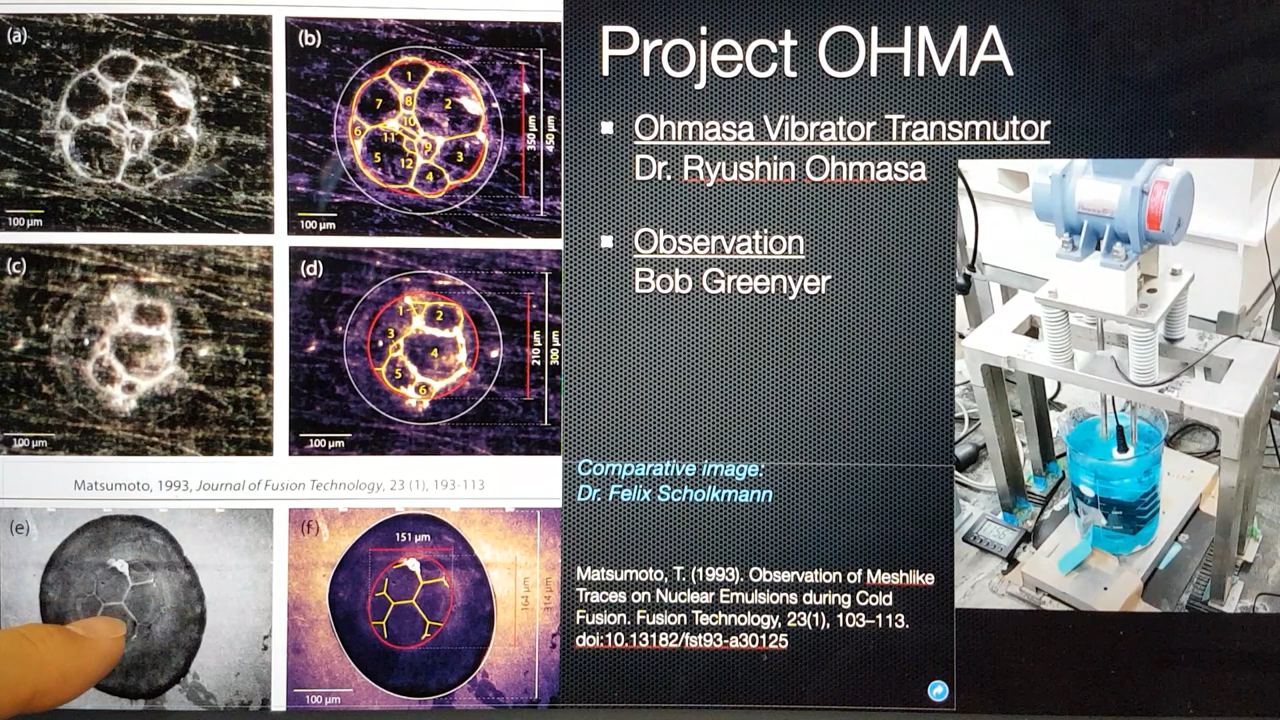 (a)
100 µm
(b)
1
7
8
2
10
6
11
9
5
12
3
4
350 µm
450 µm
100 µm
(c)
100 µm
(d)
1
2
3
4
5
6
210 µm
300 µm
100 µm
Matsumoto, 1993, Journal of Fusion Technology, 23 (1), 193-113
(e)
(f)
151 µm
164 µm
314 µm
100 µm
Project OHMA
Ohmasa Vibrator Transmutor
Dr. Ryushin Ohmasa
Observation
Bob Greenyer
Comparative image:
Dr. Felix Scholkmann
Matsumoto, T. (1993). Observation of Meshlike
Traces on Nuclear Emulsions during Cold
Fusion. Fusion Technology, 23(1), 103–113.
doi:10.13182/fst93-a30125